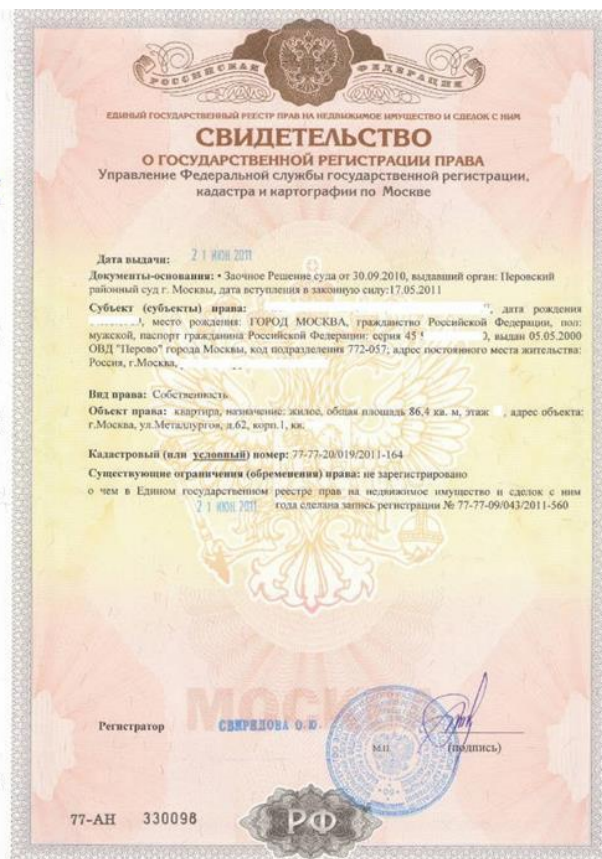 РОССИЙСКАЯ ФЕДЕРАЦИЯ
ЕДИНЫЙ ГОСУДАРСТВЕННЫЙ РЕЕСТР ПРАВ НА НЕДВИЖИМОЕ ИМУЩЕСТВО И СДЕЛОК С НИМ
СВИДЕТЕЛЬСТВО
О ГОСУДАРСТВЕННОЙ РЕГИСТРАЦИИ ПРАВА
Управление Федеральной службы государственной регистрации,
кадастра и картографии по Москве
Дата выдачи: 21 ИЮН 2011
Документы-основания: • Заочное Решение суда от 30.09.2010, выдавший орган: Перовский
районный суд г. Москвы, дата вступления в законную силу:17.05.2011
Субъект (субъекты) права: , дата рождения
, место рождения: ГОРОД МОСКВА, гражданство Российской Федерации, пол:
мужской, паспорт гражданина Российской Федерации: серия 45 , выдан 05.05.2000
ОВД "Перово" города Москвы, код подразделения 772-057; адрес постоянного места жительства:
Россия, г.Москва,
Вид права: Собственность
Объект права: квартира, назначение: жилое, общая площадь 86,4 кв. м, этаж , адрес объекта:
г.Москва, ул.Металлургов, д.62, корп.1, кв.
Кадастровый (или условный) номер: 77-77-20/019/2011-164
Существующие ограничения (обременения) права: не зарегистрировано
о чем в Едином государственном реестре прав на недвижимое имущество и сделок с ним
21 ИЮН 2011 года сделана запись регистрации № 77-77-09/043/2011-560
МОСКВА
Регистратор СВИРИДОВА О.Ю.
М.П. (подпись)
77-АН 330098
РФ